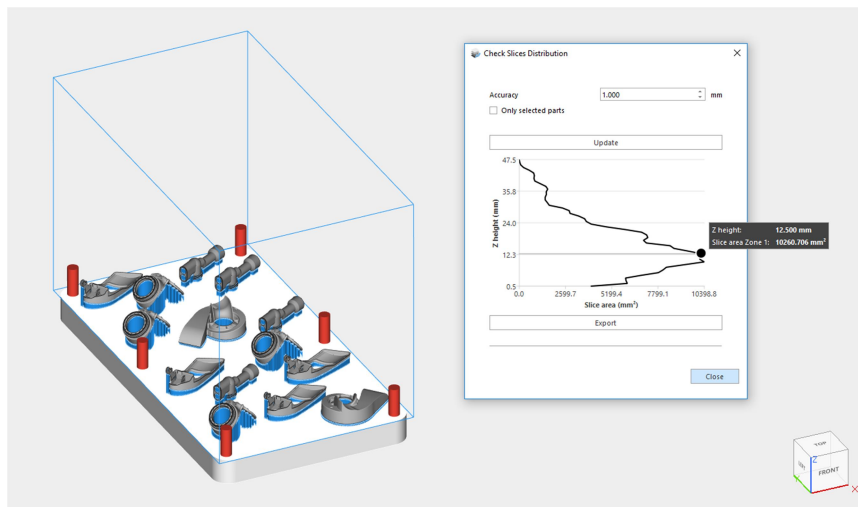 Check Slices Distribution
Accuracy 1.000 mm
Only selected parts
Update
47.5
35.8
24.0
12.3
0.5
Z height (mm)
0.0 2599.7 5199.4 7799.1 10398.8
Slice area (mm²)
Z height: 12.500 mm
Slice area Zone 1: 10260.706 mm²
Export
Close
TOP
Z
FRONT
X